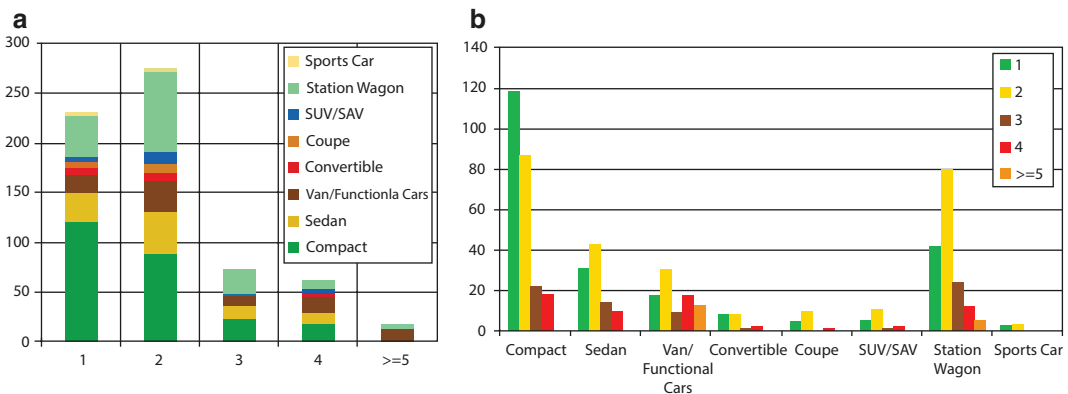 a
300
250
200
150
100
50
0
1 2 3 4 >=5
Sports Car
Station Wagon
SUV/SAV
Coupe
Convertible
Van/Functionla Cars
Sedan
Compact
b
140
120
100
80
60
40
20
0
Compact Sedan Van/ Convertible Coupe SUV/SAV Station Sports Car
Functional Wagon
Cars
1
2
3
4
>=5